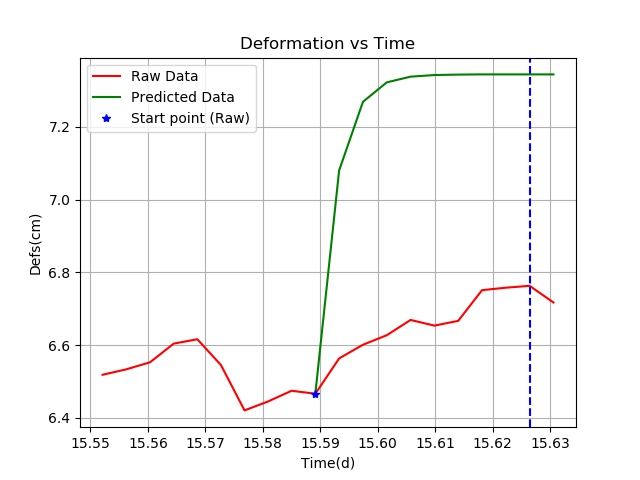 Deformation vs Time
Raw Data
Predicted Data
Start point (Raw)
Defs(cm)
7.2
7.0
6.8
6.6
6.4
15.55 15.56 15.57 15.58 15.59 15.60 15.61 15.62 15.63
Time(d)